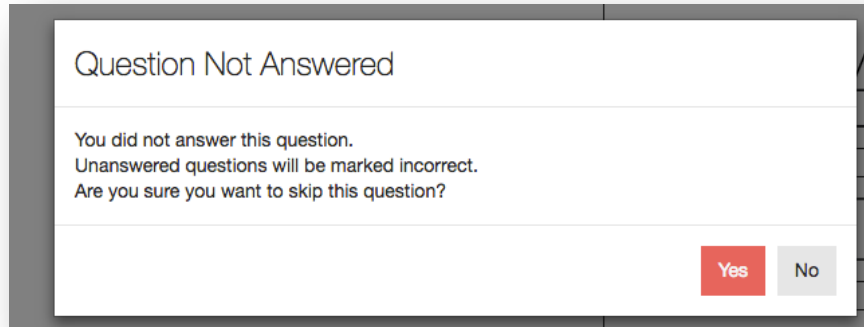 Question Not Answered
You did not answer this question.
Unanswered questions will be marked incorrect.
Are you sure you want to skip this question?
Yes No